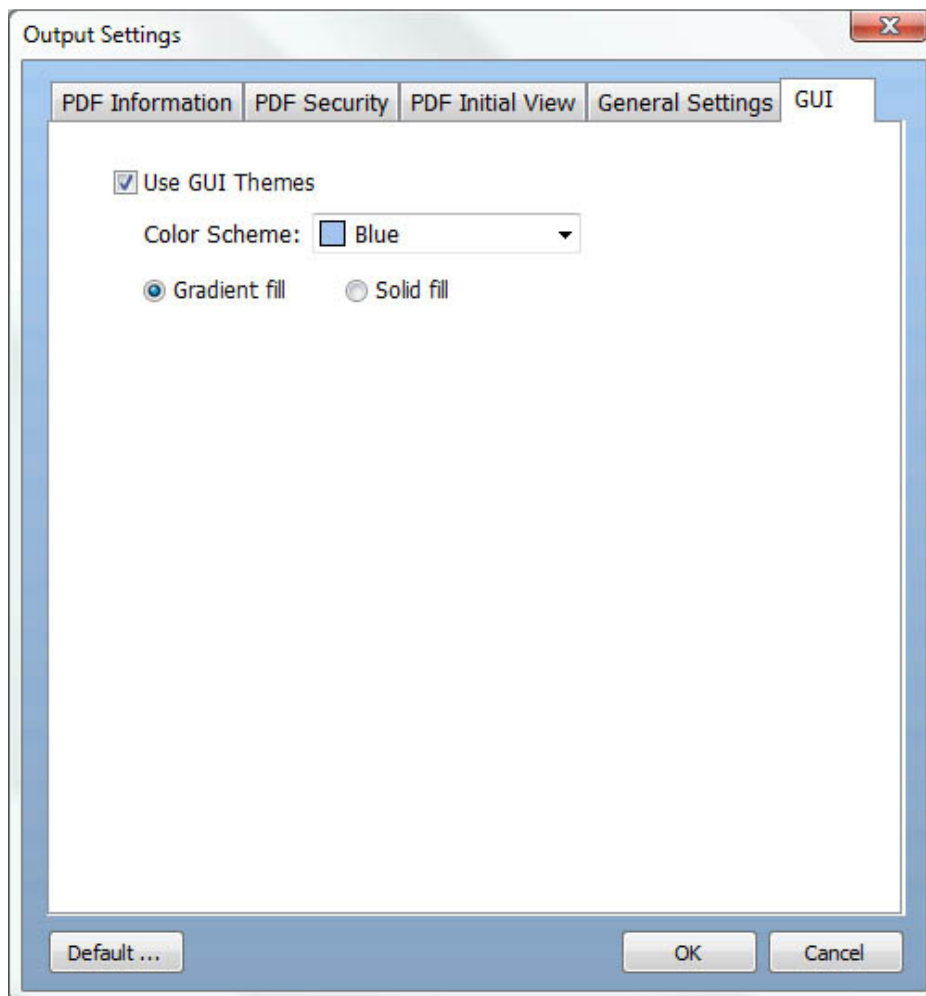 Output Settings
PDF Information PDF Security PDF Initial View General Settings GUI
Use GUI Themes
Color Scheme: Blue
Gradient fill Solid fill
Default ... OK Cancel